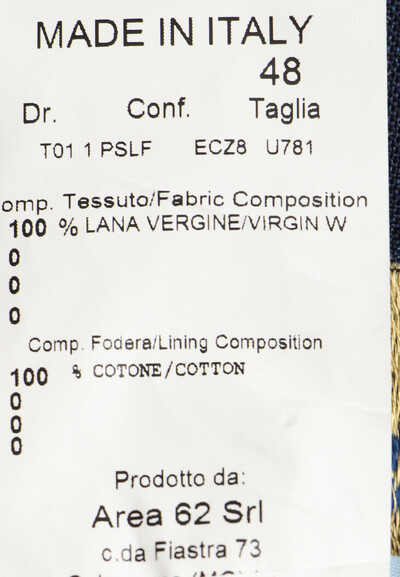 MADE IN ITALY
48
Dr. Conf. Taglia
T01 1 PSLF ECZ8 U781
omp. Tessuto/Fabric Composition
100 % LANA VERGINE/VIRGIN W
0
0
0
Comp. Fodera/Lining Composition
100 % COTONE/COTTON
0
0
0
Prodotto da:
Area 62 Srl
c.da Fiastra 73